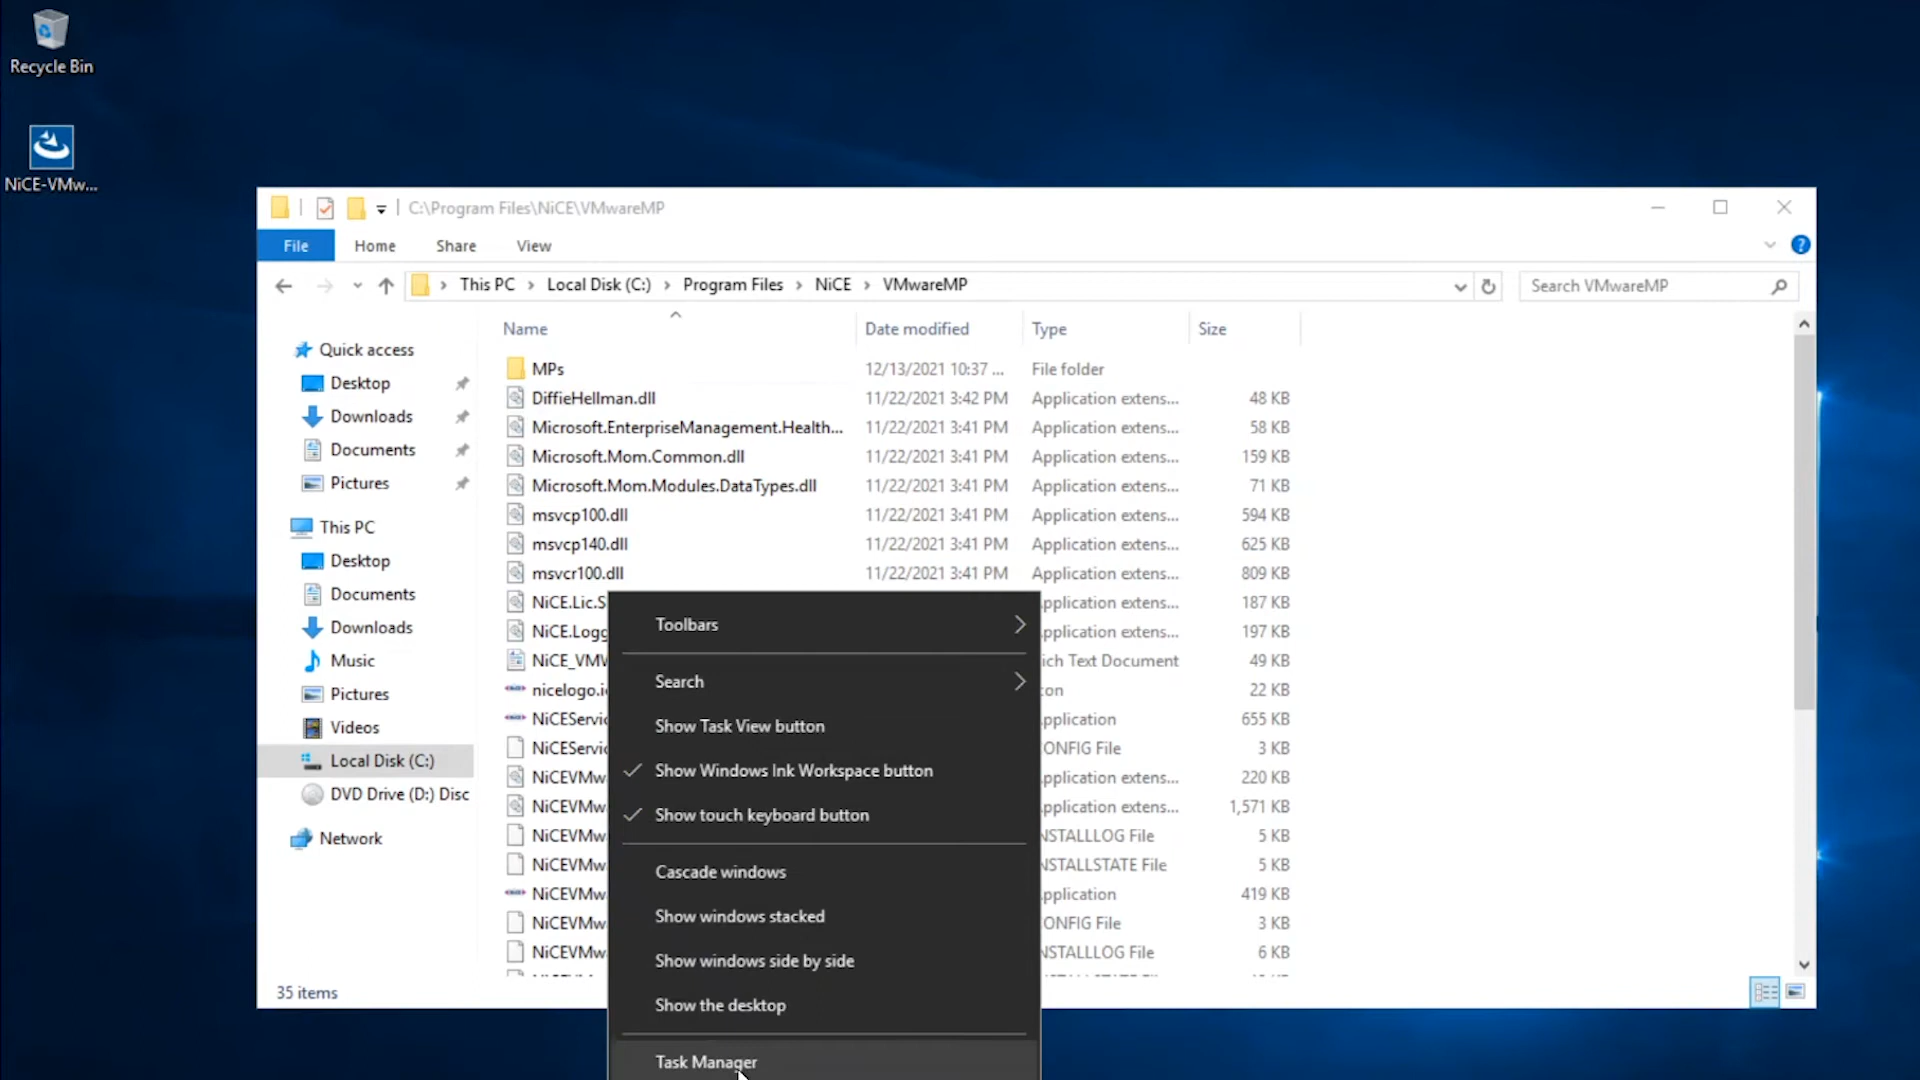 Recycle Bin
NiCE-VMw...
C:\Program Files\NiCE\VMwareMP
File Home Share View
This PC Local Disk (C:) Program Files NiCE VMwareMP
Search VMwareMP
Name Date modified Type Size
Quick access
Desktop
Downloads
Documents
Pictures
This PC
Desktop
Documents
Downloads
Music
Pictures
Videos
Local Disk (C:)
DVD Drive (D:) Disc
Network
MPs 12/13/2021 10:37 ... File folder
DiffieHellman.dll 11/22/2021 3:42 PM Application extens... 48 KB
Microsoft.EnterpriseManagement.Health... 11/22/2021 3:41 PM Application extens... 58 KB
Microsoft.Mom.Common.dll 11/22/2021 3:41 PM Application extens... 159 KB
Microsoft.Mom.Modules.DataTypes.dll 11/22/2021 3:41 PM Application extens... 71 KB
msvcp100.dll 11/22/2021 3:41 PM Application extens... 594 KB
msvcp140.dll 11/22/2021 3:41 PM Application extens... 625 KB
msvcr100.dll 11/22/2021 3:41 PM Application extens... 809 KB
NiCE.Lic.S pplication extens... 187 KB
NiCE.Logg pplication extens... 197 KB
NiCE_VMW ich Text Document 49 KB
nicelogo.i con 22 KB
NiCEServic pplication 655 KB
NiCEServic ONFIG File 3 KB
NiCEVMw pplication extens... 220 KB
NiCEVMw pplication extens... 1,571 KB
NiCEVMw NSTALLLOG File 5 KB
NiCEVMw NSTALLSTATE File 5 KB
NiCEVMw pplication 419 KB
NiCEVMw ONFIG File 3 KB
NiCEVMw NSTALLLOG File 6 KB
Toolbars
Search
Show Task View button
Show Windows Ink Workspace button
Show touch keyboard button
Cascade windows
Show windows stacked
Show windows side by side
Show the desktop
Task Manager
35 items